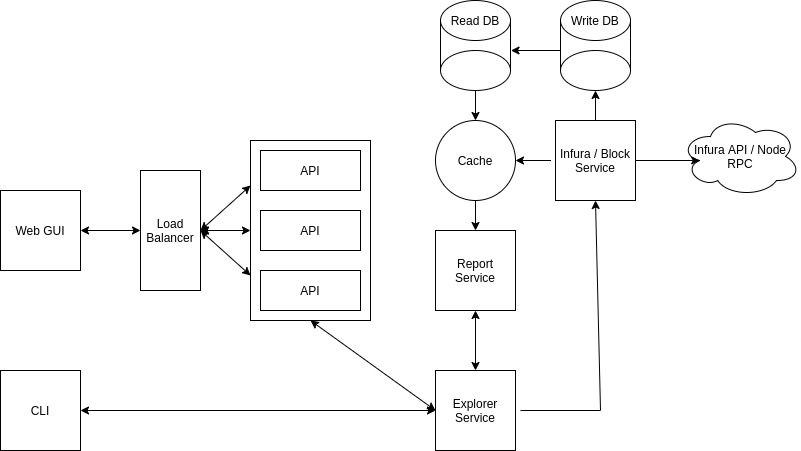 Read DB
Write DB
Cache
Infura / Block
Service
Infura API / Node
RPC
API
API
API
Web GUI
Load
Balancer
Report
Service
CLI
Explorer
Service